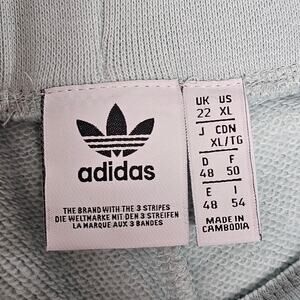 adidas
THE BRAND WITH THE 3 STRIPES
DIE WELTMARKE MIT DEN 3 STREIFEN
LA MARQUE AUX 3 BANDES
UK US
22 XL
J CDN
XL/TG
D F
48 50
E I
48 54
MADE IN
CAMBODIA